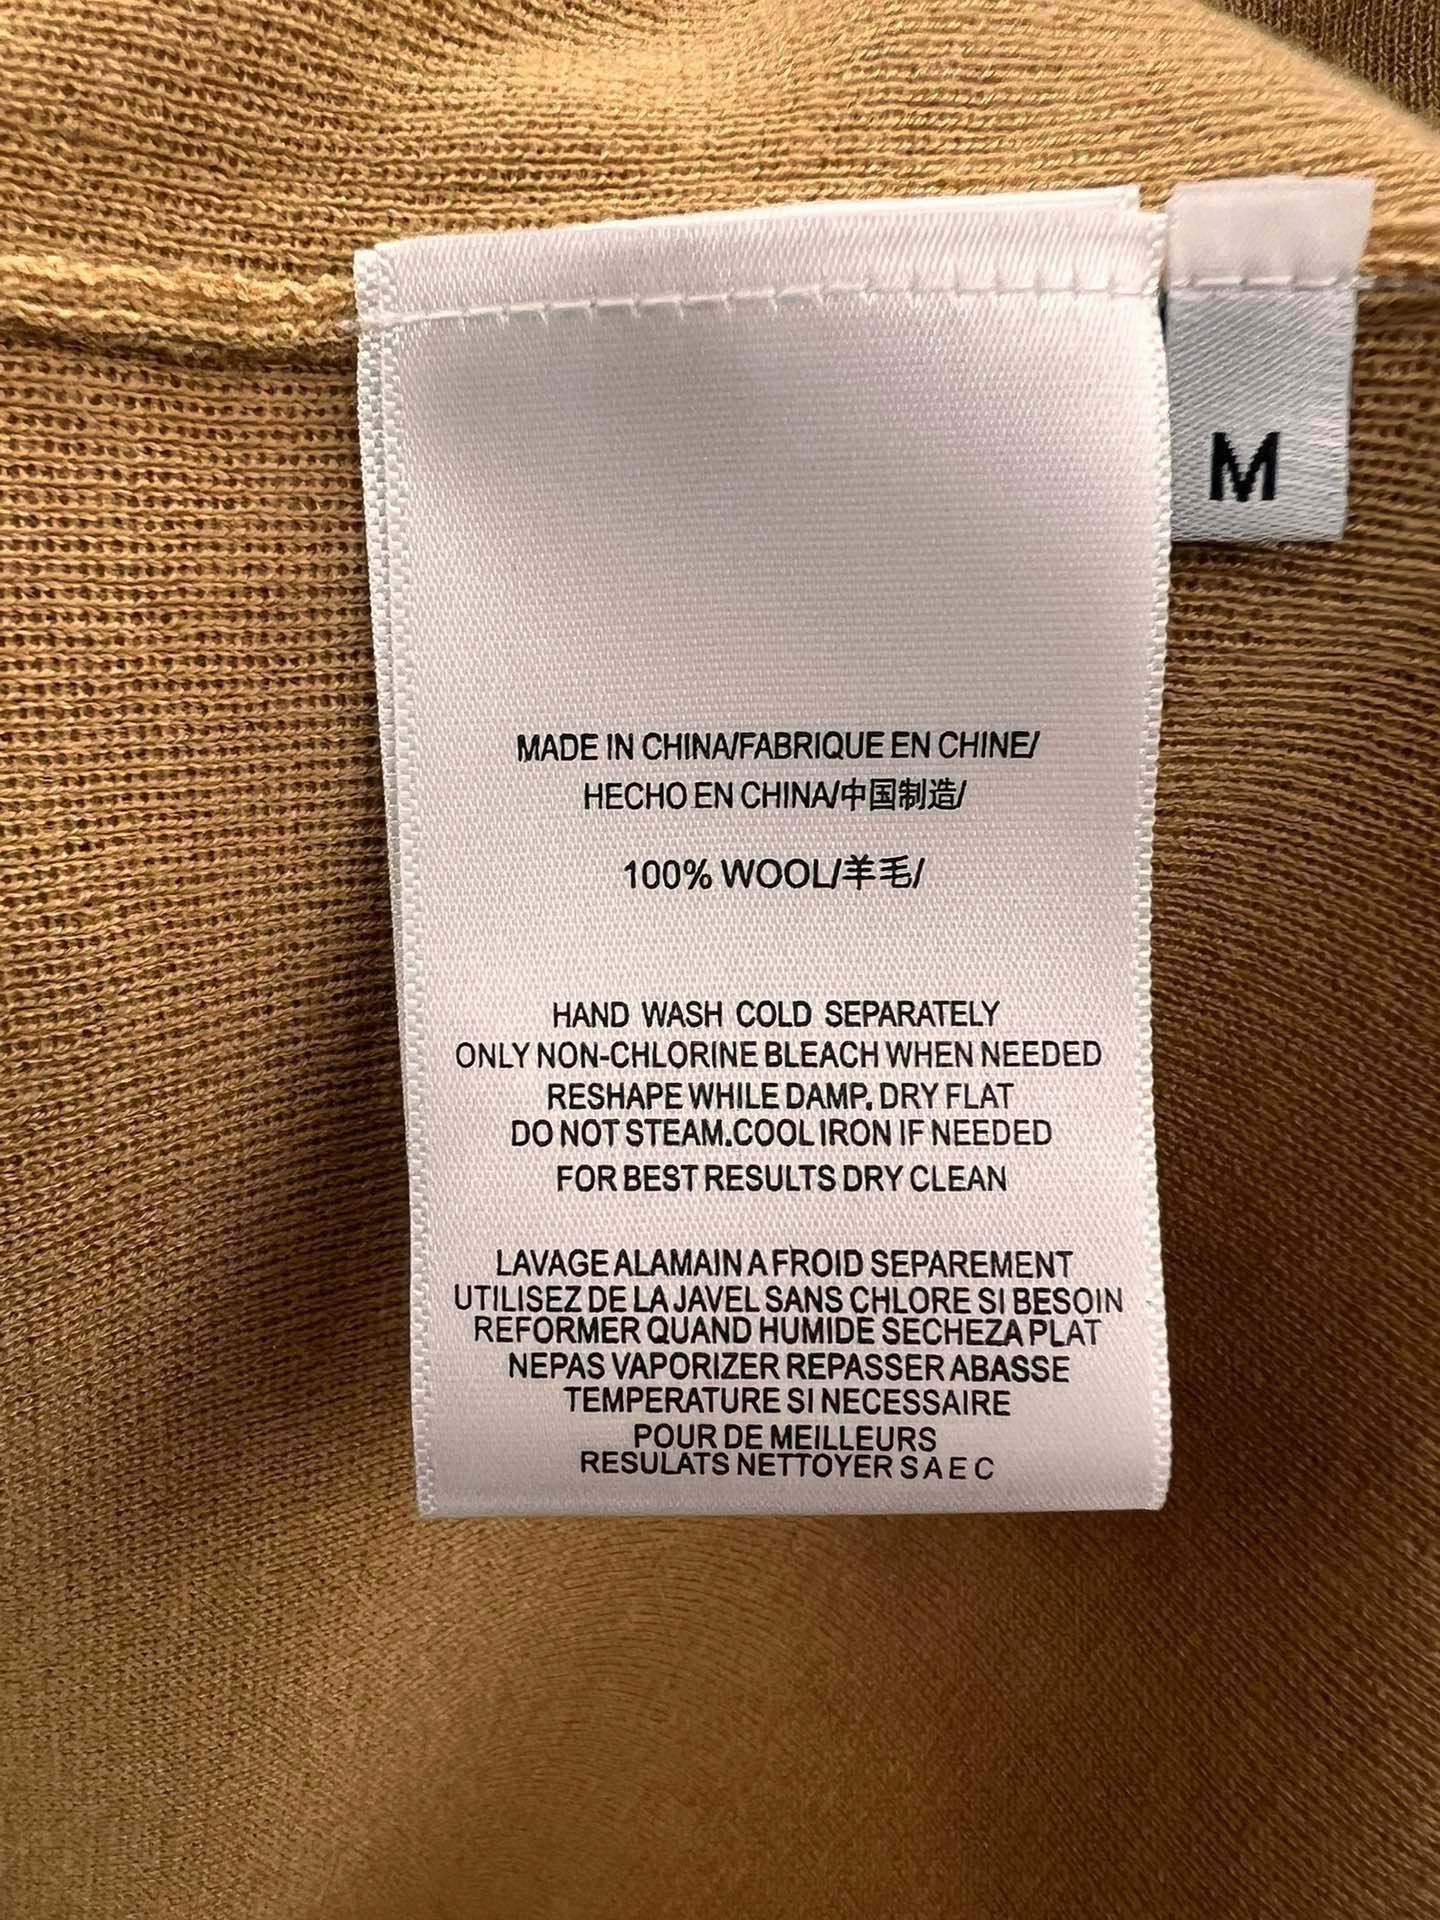 M
MADE IN CHINA/FABRIQUE EN CHINE/
HECHO EN CHINA/中国制造/
100% WOOL/羊毛/
HAND WASH COLD SEPARATELY
ONLY NON-CHLORINE BLEACH WHEN NEEDED
RESHAPE WHILE DAMP, DRY FLAT
DO NOT STEAM.COOL IRON IF NEEDED
FOR BEST RESULTS DRY CLEAN
LAVAGE ALAMAIN A FROID SEPAREMENT
UTILISEZ DE LA JAVEL SANS CHLORE SI BESOIN
REFORMER QUAND HUMIDE SECHEZA PLAT
NEPAS VAPORIZER REPASSER ABASSE
TEMPERATURE SI NECESSAIRE
POUR DE MEILLEURS
RESULATS NETTOYER S A E C